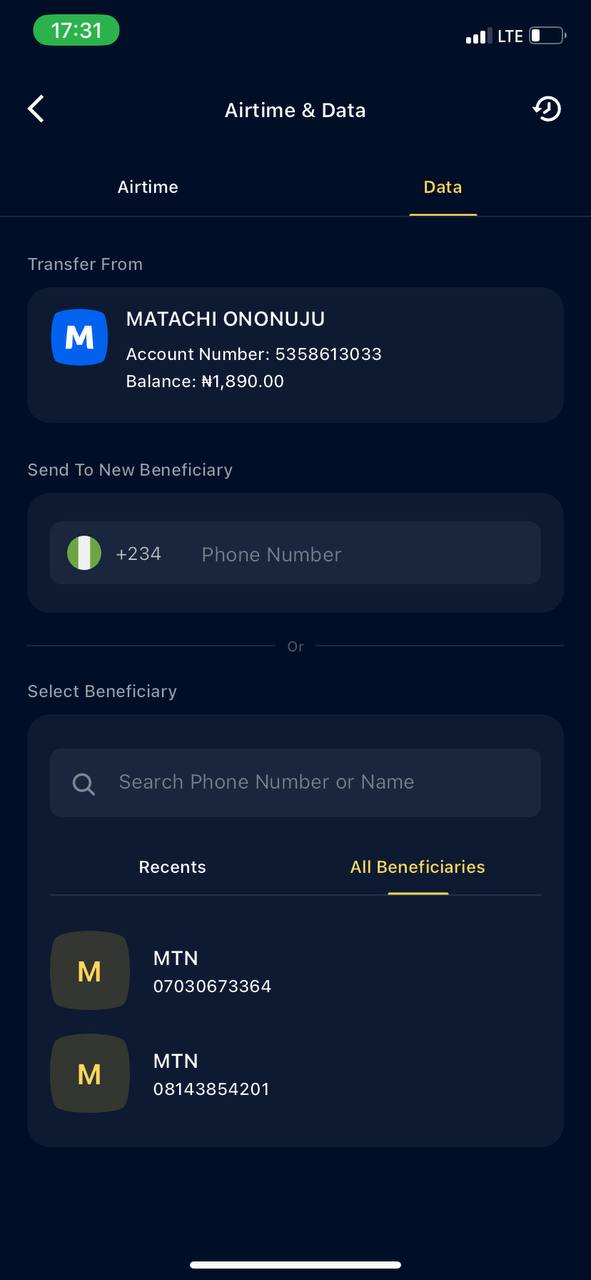 17:31
LTE
Airtime & Data
Airtime
Data
Transfer From
M
MATACHI ONONUJU
Account Number: 5358613033
Balance: ₦1,890.00
Send To New Beneficiary
+234 Phone Number
Or
Select Beneficiary
Search Phone Number or Name
Recents
All Beneficiaries
M
MTN
07030673364
M
MTN
08143854201